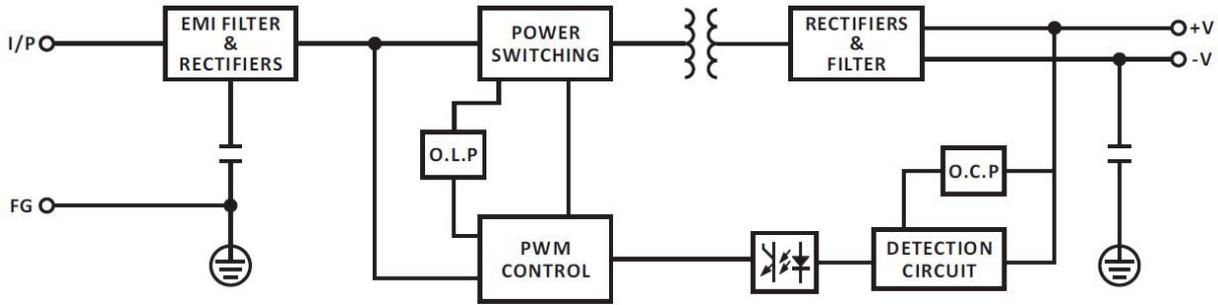 I/P
EMI FILTER
&
RECTIFIERS
POWER
SWITCHING
RECTIFIERS
&
FILTER
+V
-V
O.L.P
O.C.P
FG
PWM
CONTROL
DETECTION
CIRCUIT